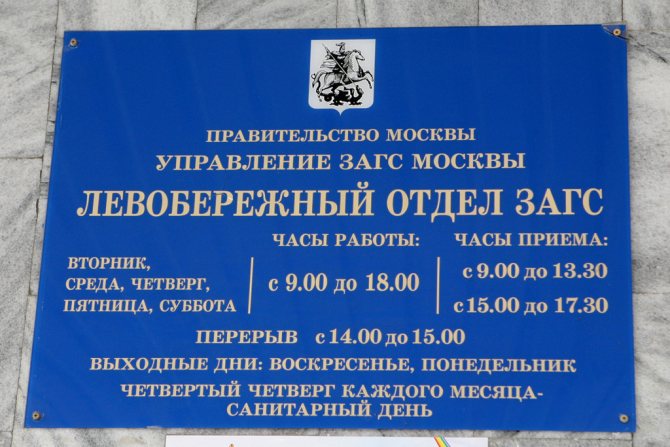 ПРАВИТЕЛЬСТВО МОСКВЫ
УПРАВЛЕНИЕ ЗАГС МОСКВЫ
ЛЕВОБЕРЕЖНЫЙ ОТДЕЛ ЗАГС
ЧАСЫ РАБОТЫ: ЧАСЫ ПРИЕМА:
ВТОРНИК,
СРЕДА, ЧЕТВЕРГ,
ПЯТНИЦА, СУББОТА
с 9.00 до 18.00
с 9.00 до 13.30
с 15.00 до 17.30
ПЕРЕРЫВ с 14.00 до 15.00
ВЫХОДНЫЕ ДНИ: ВОСКРЕСЕНЬЕ, ПОНЕДЕЛЬНИК
ЧЕТВЕРТЫЙ ЧЕТВЕРГ КАЖДОГО МЕСЯЦА-
САНИТАРНЫЙ ДЕНЬ